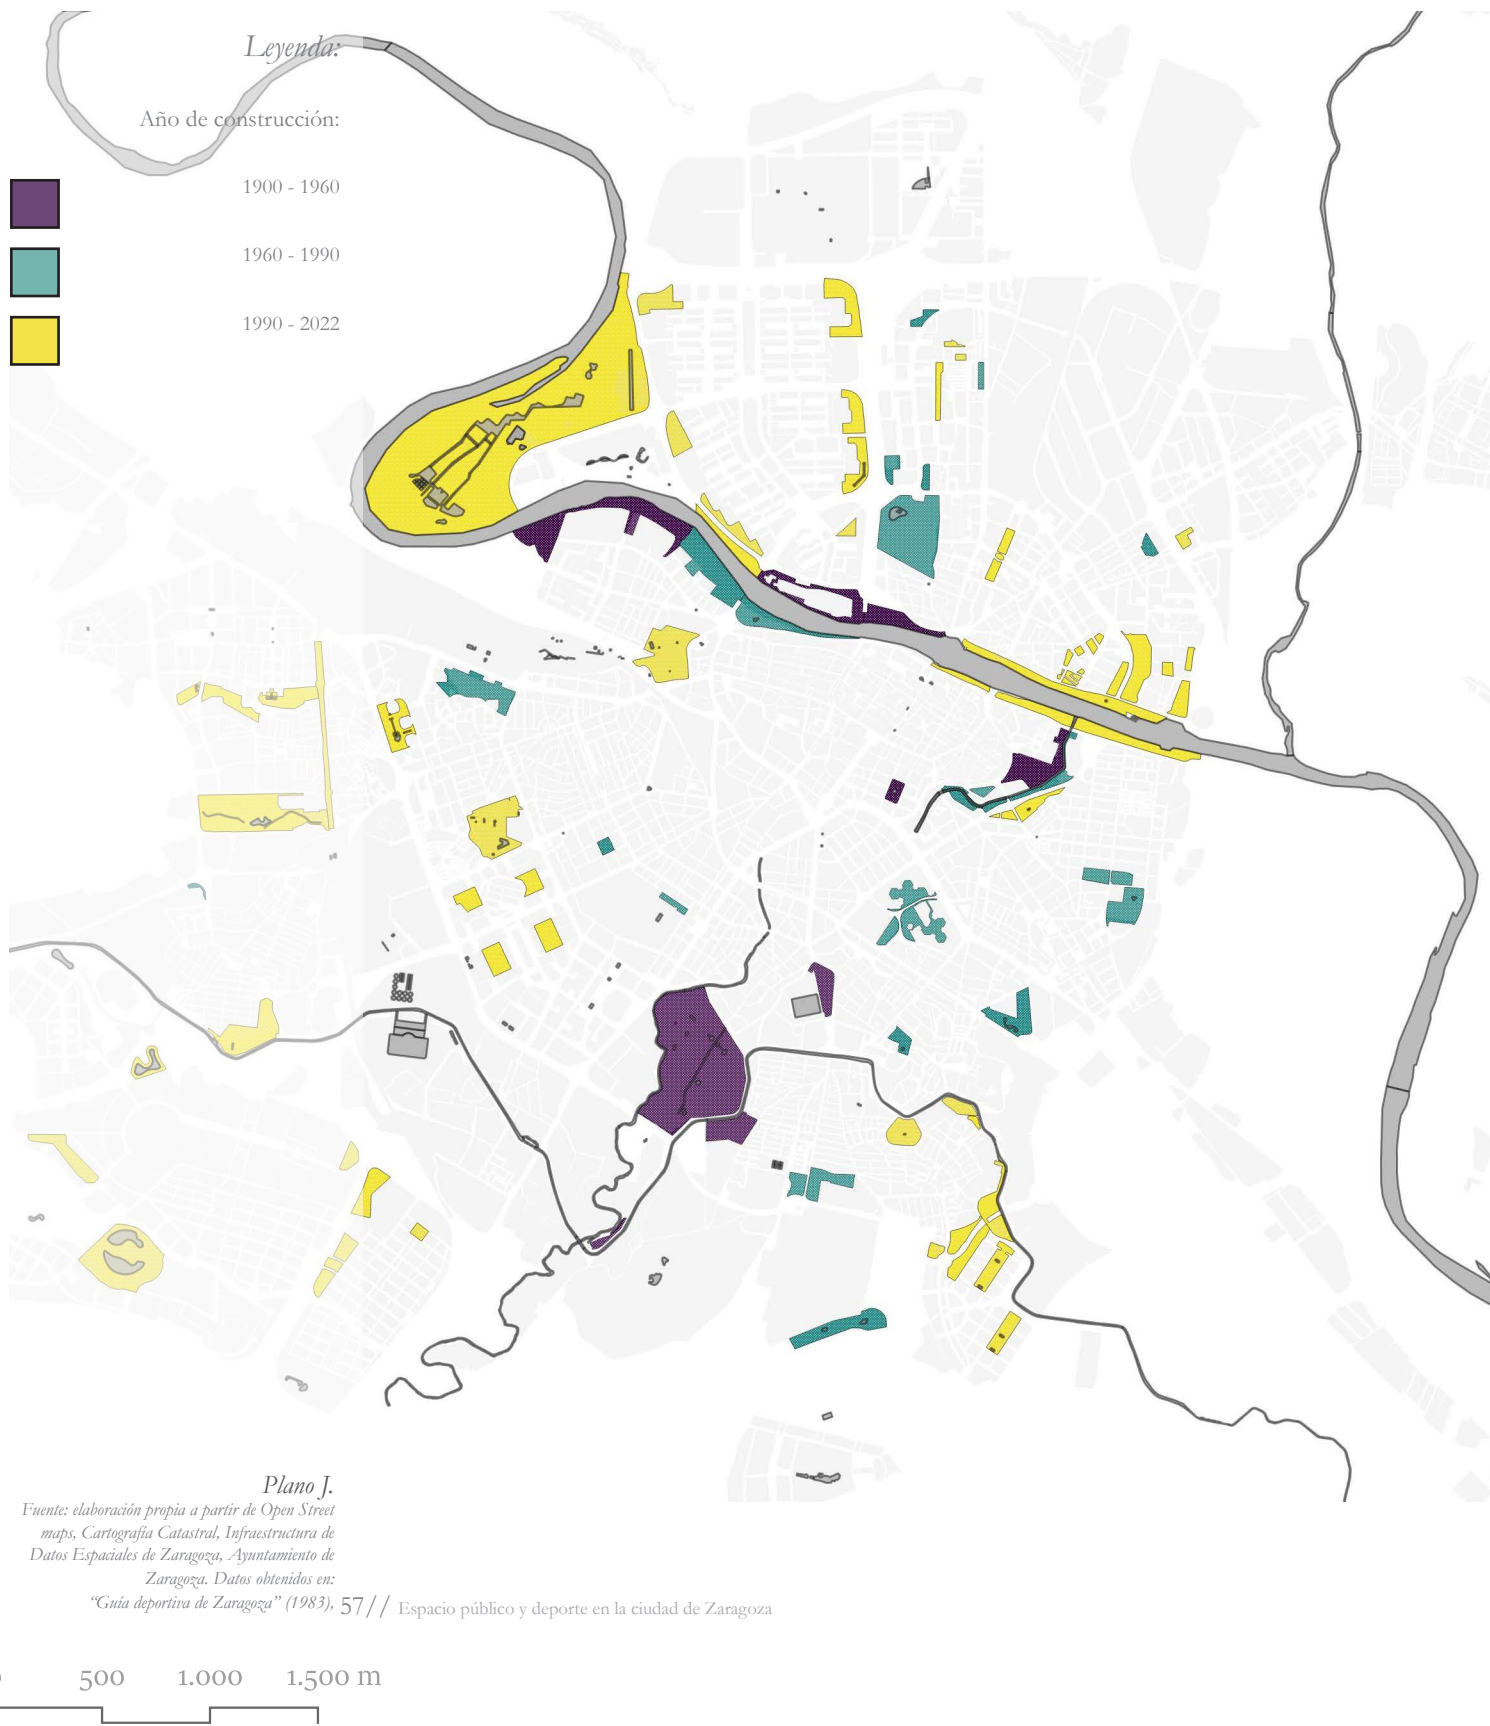 Leyenda:
Año de construcción:
1900 - 1960
1960 - 1990
1990 - 2022
Plano J.
Fuente: elaboración propia a partir de Open Street
maps, Cartografía Catastral, Infraestructura de
Datos Espaciales de Zaragoza, Ayuntamiento de
Zaragoza. Datos obtenidos en:
“Guía deportiva de Zaragoza” (1983),
57// Espacio público y deporte en la ciudad de Zaragoza
500 1.000 1.500 m